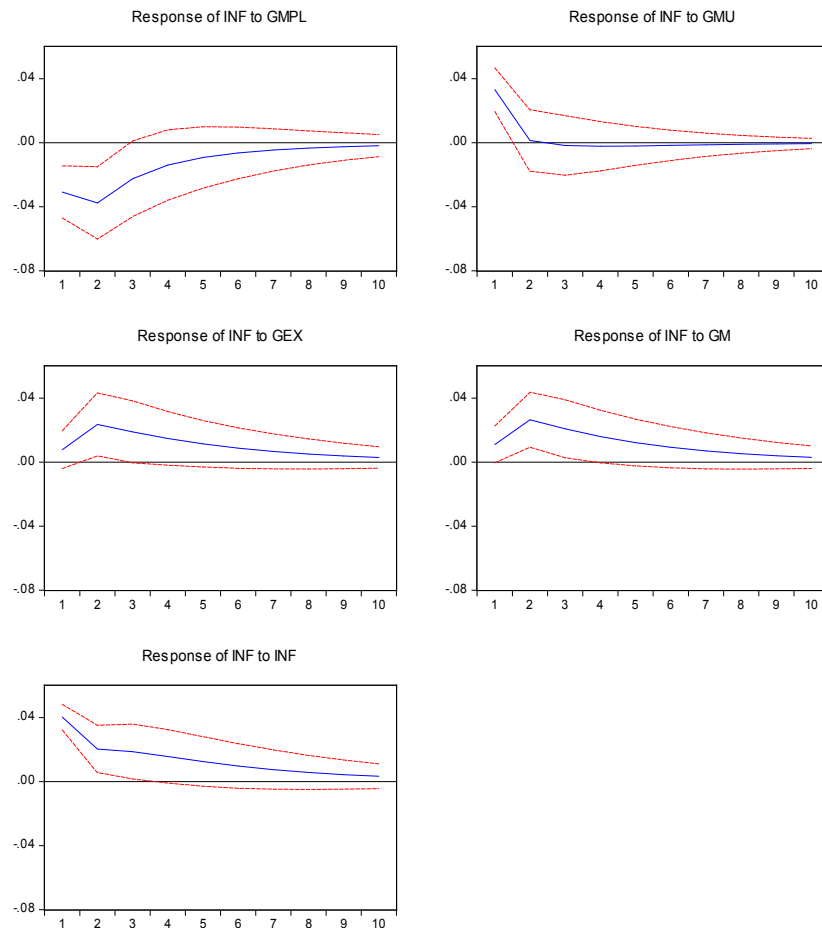 Response of INF to GMPL
.04
.00
-.04
-.08
1 2 3 4 5 6 7 8 9 10
Response of INF to GMU
.04
.00
-.04
-.08
1 2 3 4 5 6 7 8 9 10
Response of INF to GEX
.04
.00
-.04
-.08
1 2 3 4 5 6 7 8 9 10
Response of INF to GM
.04
.00
-.04
-.08
1 2 3 4 5 6 7 8 9 10
Response of INF to INF
.04
.00
-.04
-.08
1 2 3 4 5 6 7 8 9 10